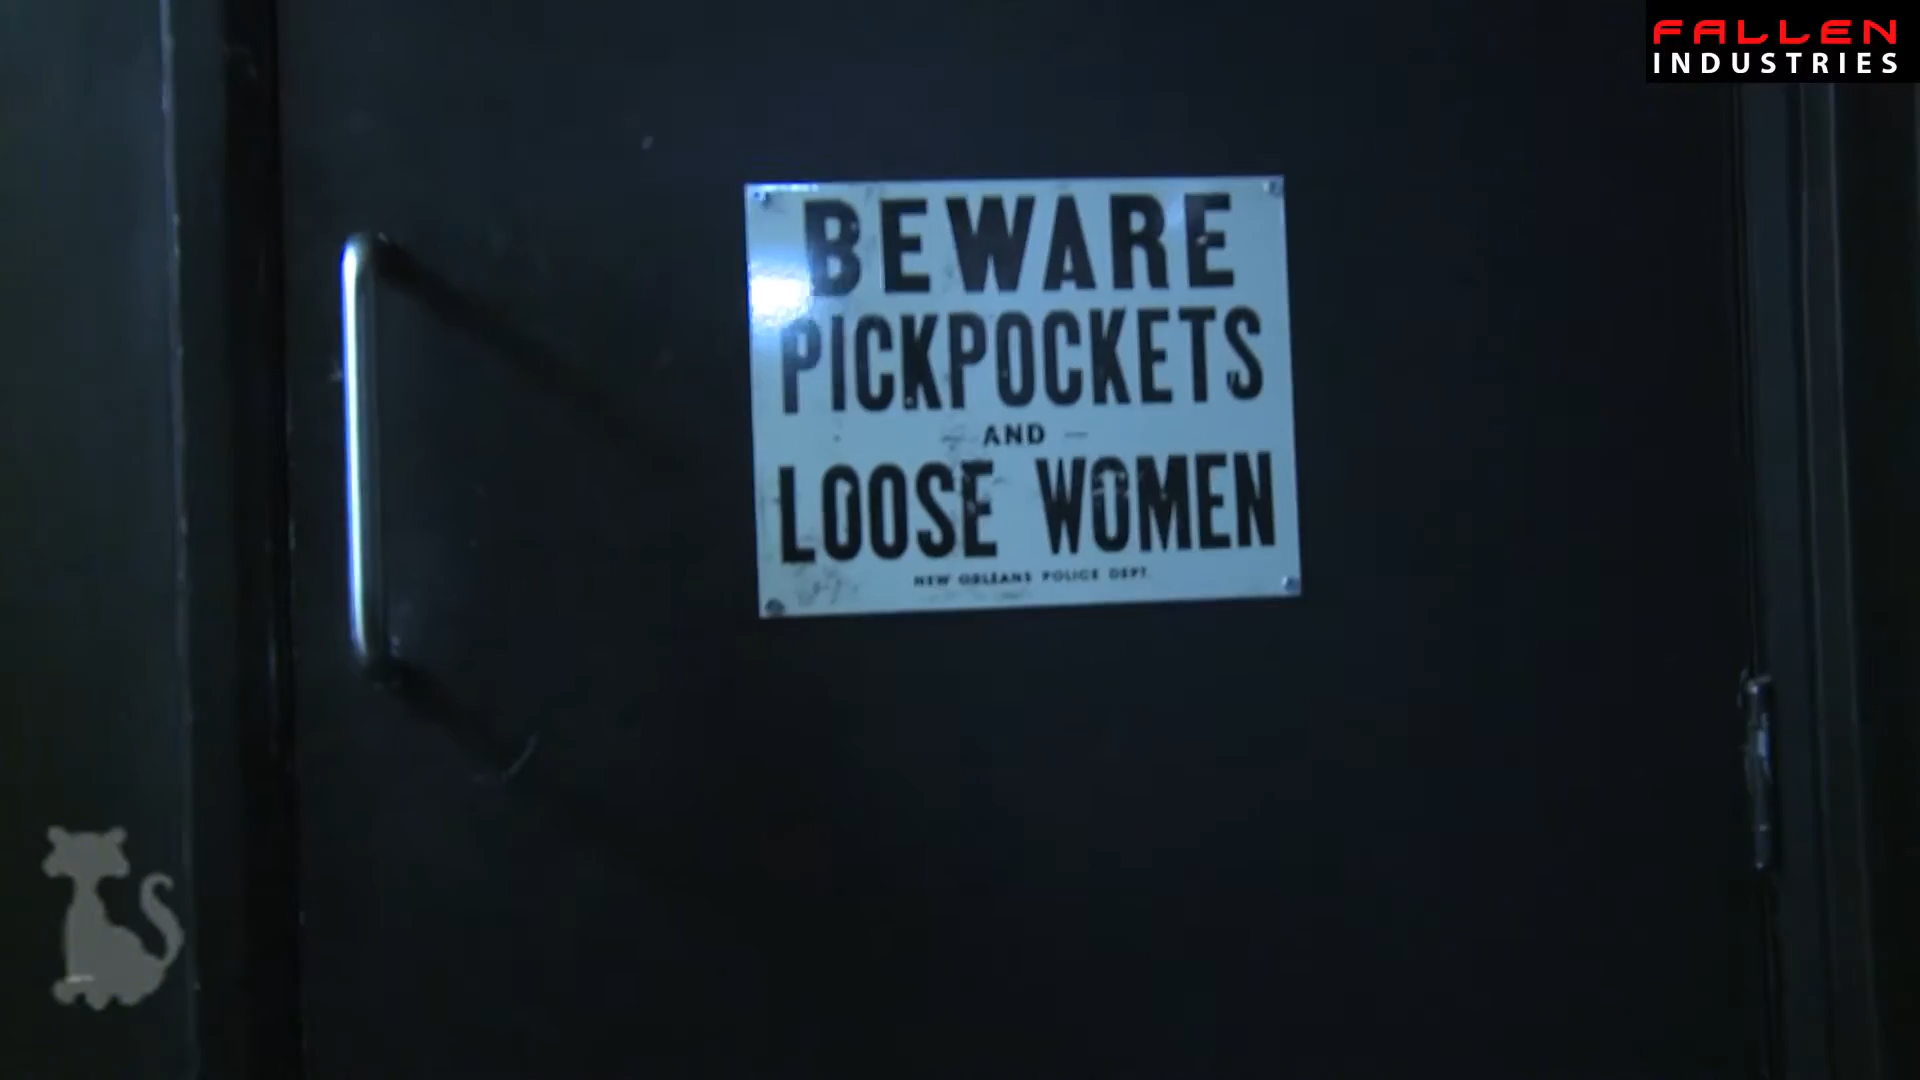 FALLEN
INDUSTRIES
BEWARE
PICKPOCKETS
— AND —
LOOSE WOMEN
NEW ORLEANS POLICE DEPT.